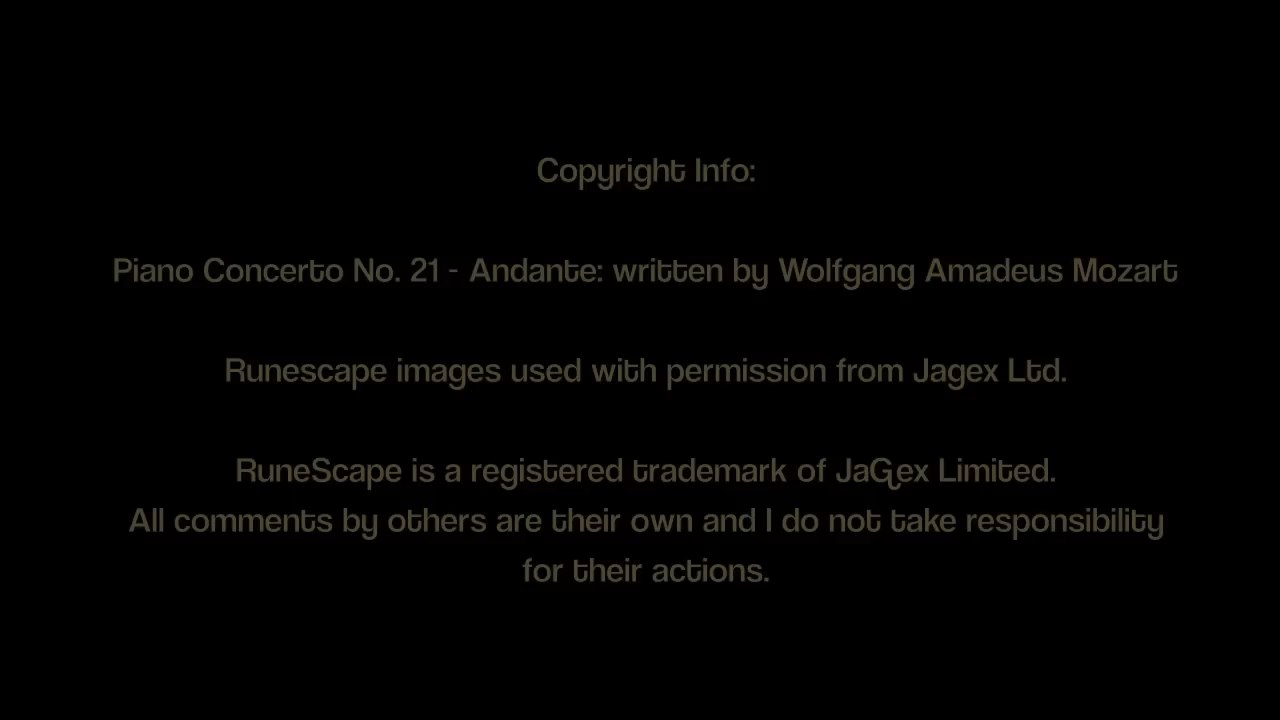 Copyright Info:
Piano Concerto No. 21 - Andante: written by Wolfgang Amadeus Mozart
Runescape images used with permission from Jagex Ltd.
RuneScape is a registered trademark of JaGex Limited.
All comments by others are their own and I do not take responsibility
for their actions.